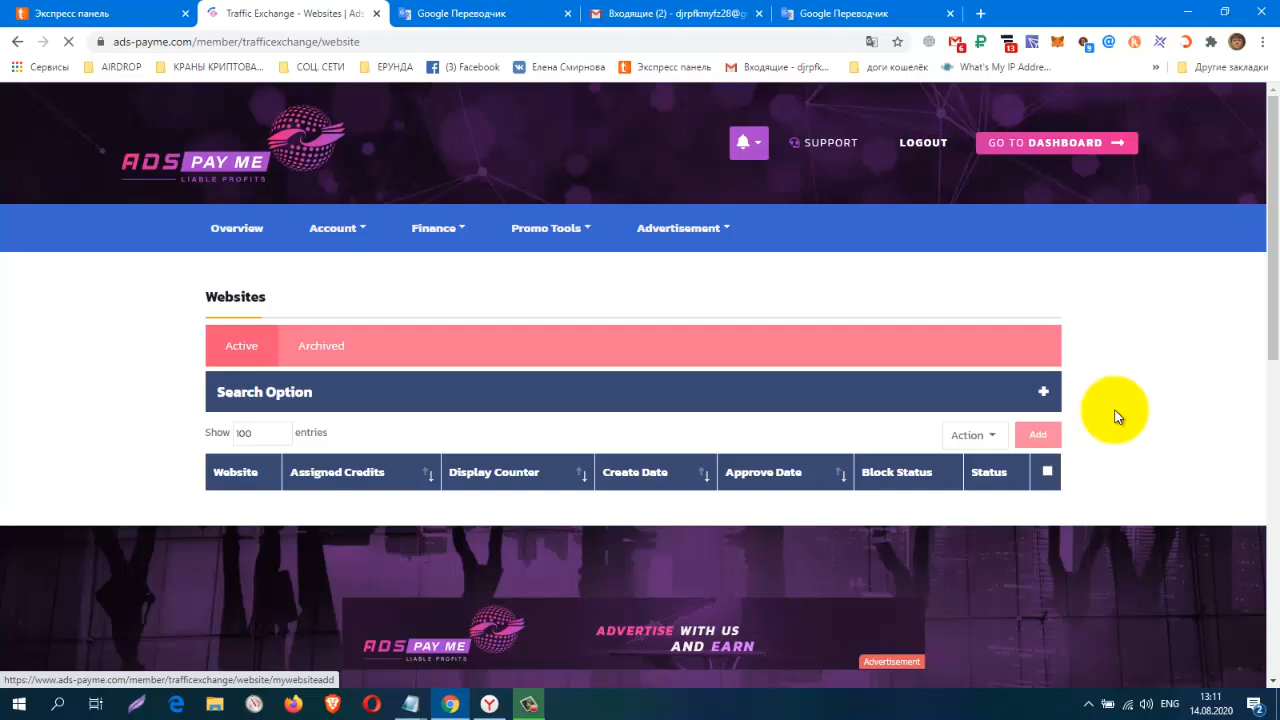 Экспресс панель
Traffic Exchange - Websites | Ads
Google Переводчик
Входящие (2) - djrpfkmyfz28@g
Google Переводчик
ads-payme.com/member/trafficexchange/website
6
13
9
Сервисы
AIRDROP
КРАНЫ КРИПТОВА...
СОЦ. СЕТИ
ЕРУНДА
(3) Facebook
Елена Смирнова
Экспресс панель
Входящие - djrpfk...
доги кошелёк
What's My IP Addre...
Другие закладки
ADS PAY ME
LIABLE PROFITS
SUPPORT
LOGOUT
GO TO DASHBOARD
Overview
Account
Finance
Promo Tools
Advertisement
Websites
Active
Archived
Search Option
Show 100 entries
Action
Add
Website
Assigned Credits
Display Counter
Create Date
Approve Date
Block Status
Status
ADS PAY ME
LIABLE PROFITS
ADVERTISE WITH US
AND EARN
Advertisement
https://www.ads-payme.com/member/trafficexchange/website/mywebsiteadd
ENG
13:11
14.08.2020
2